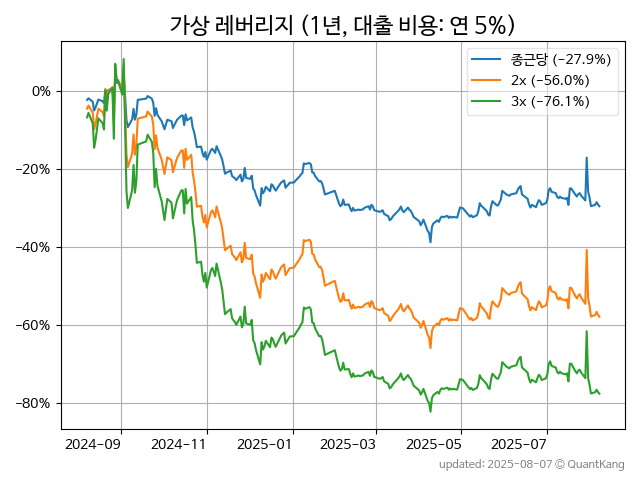 가상 레버리지 (1년, 대출 비용: 연 5%)
종근당 (−27.9%)
2x (−56.0%)
3x (−76.1%)
0%
−20%
−40%
−60%
−80%
2024-09 2024-11 2025-01 2025-03 2025-05 2025-07
updated: 2025-08-07 © QuantKang